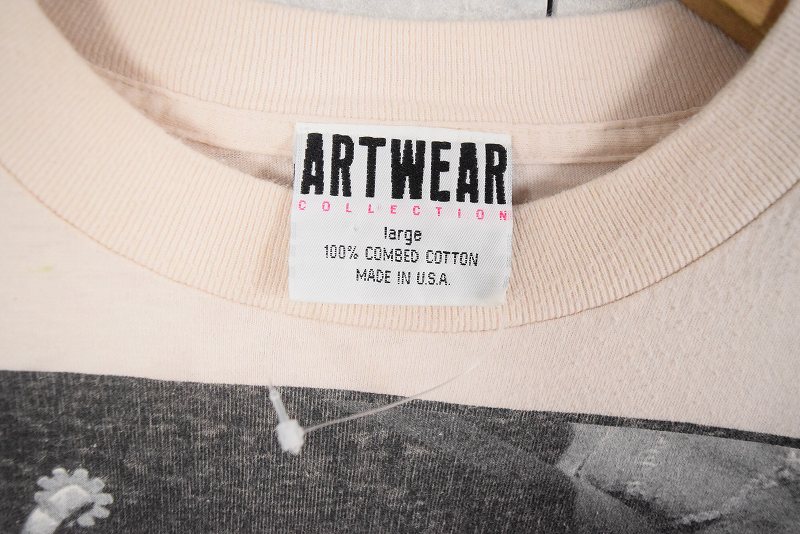 ARTWEAR
COLLECTION
large
100% COMBED COTTON
MADE IN U.S.A.